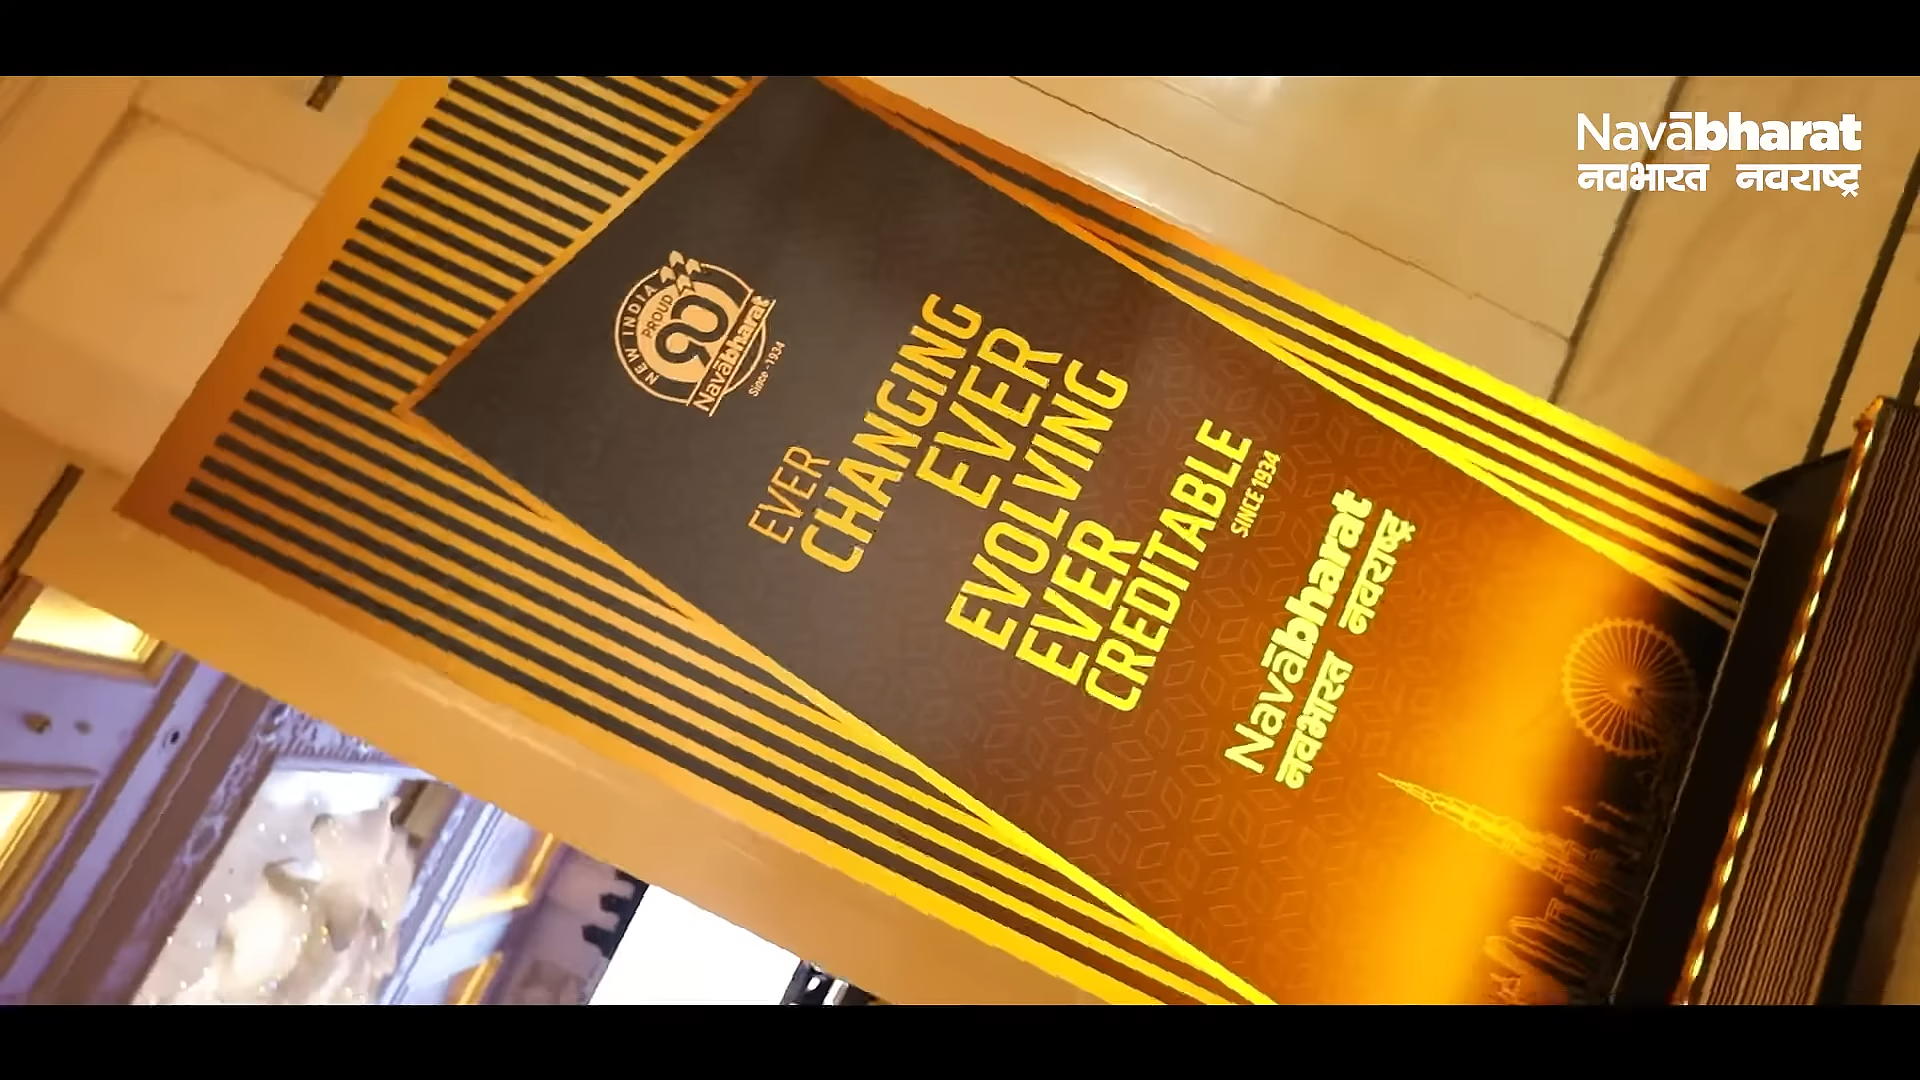 Navābharat
नवभारत नवराष्ट्र
NEW INDIA
PROUD
९०
Navābharat
Since - 1934
EVER
CHANGING
EVER
EVOLVING
EVER
CREDITABLE
SINCE 1934
Navābharat
नवभारत नवराष्ट्र